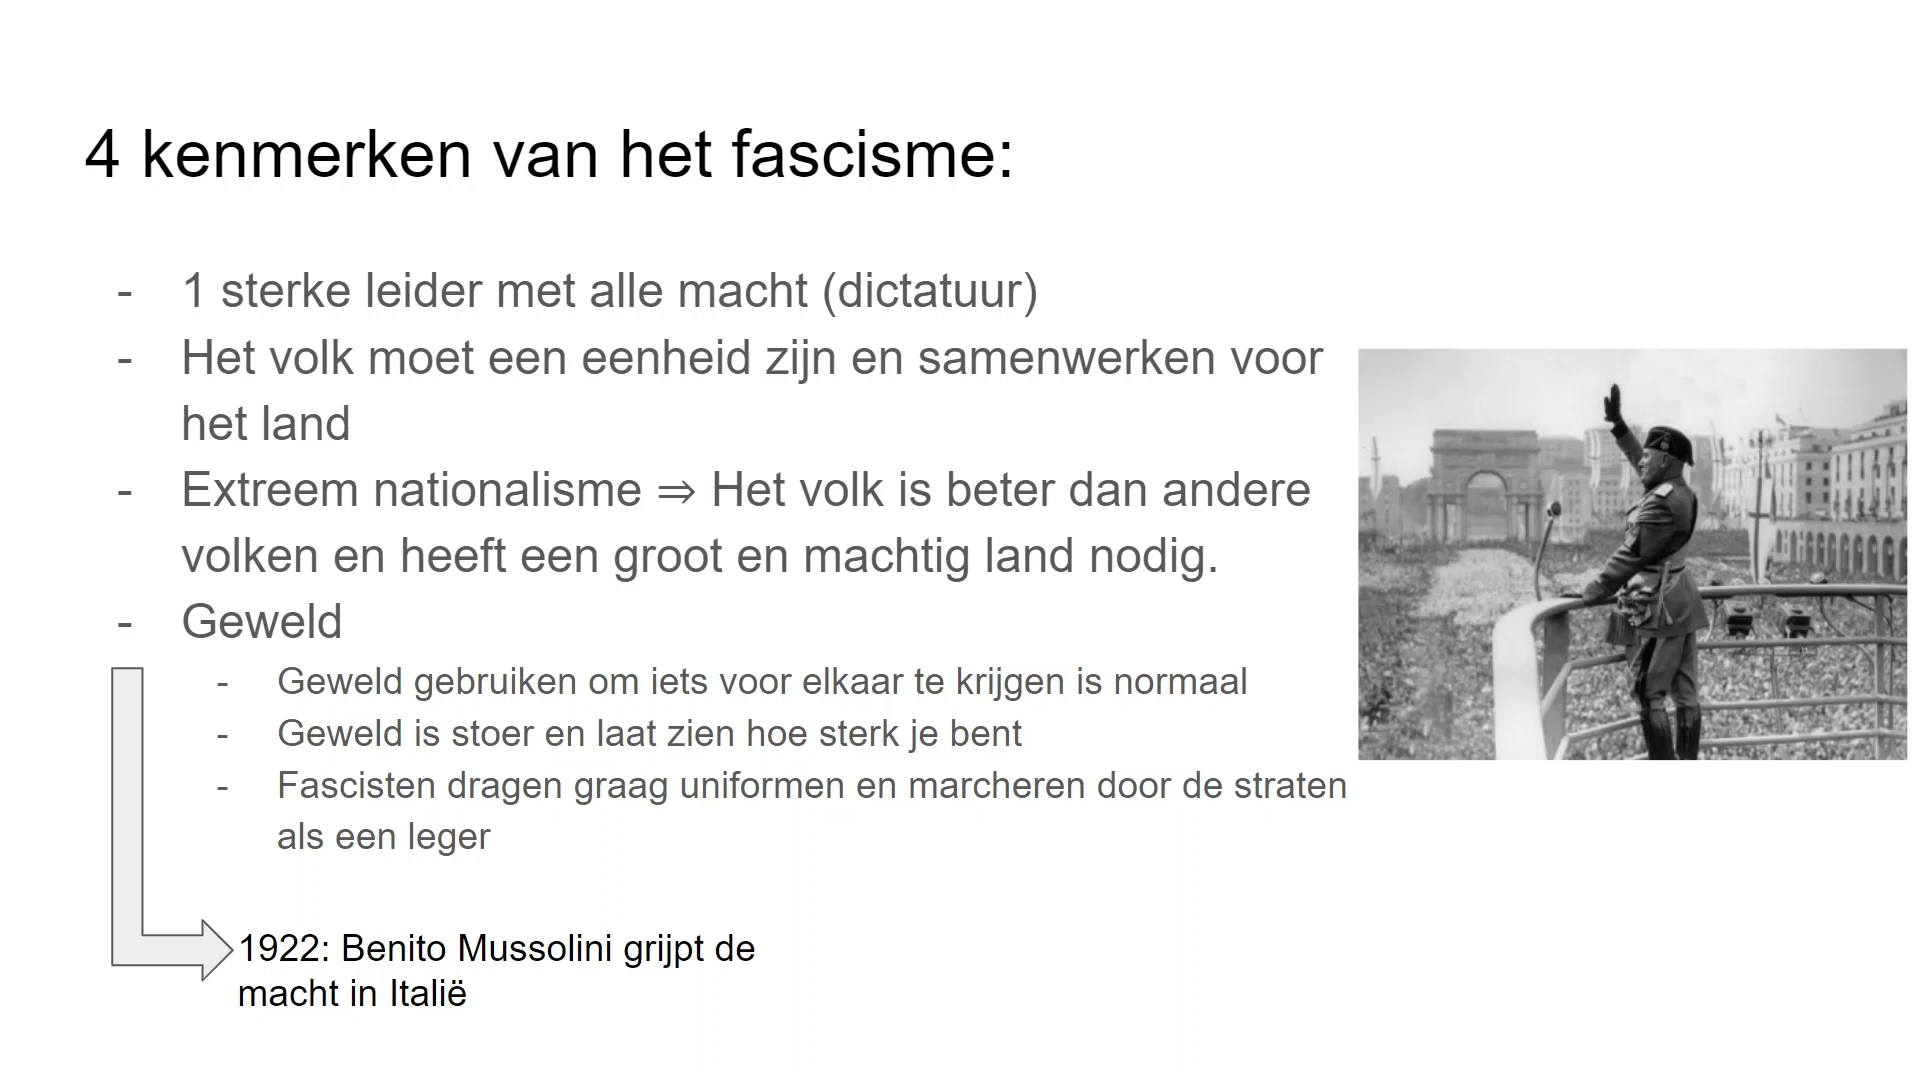 4 kenmerken van het fascisme:
- 1 sterke leider met alle macht (dictatuur)
- Het volk moet een eenheid zijn en samenwerken voor
het land
- Extreem nationalisme ⇒ Het volk is beter dan andere
volken en heeft een groot en machtig land nodig.
- Geweld
- Geweld gebruiken om iets voor elkaar te krijgen is normaal
- Geweld is stoer en laat zien hoe sterk je bent
- Fascisten dragen graag uniformen en marcheren door de straten
als een leger
1922: Benito Mussolini grijpt de
macht in Italië